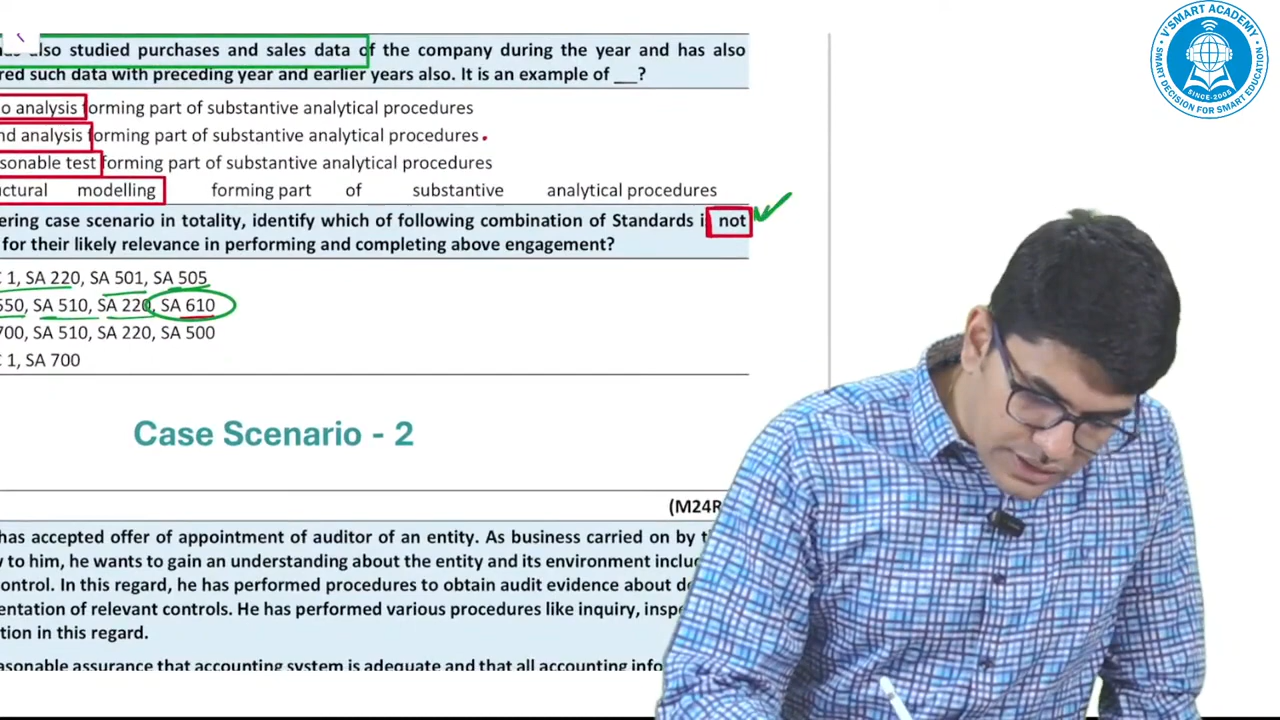 also studied purchases and sales data of the company during the year and has also
red such data with preceding year and earlier years also. It is an example of ___?
o analysis forming part of substantive analytical procedures
nd analysis forming part of substantive analytical procedures
sonable test forming part of substantive analytical procedures
uctural modelling forming part of substantive analytical procedures
ering case scenario in totality, identify which of following combination of Standards i not
for their likely relevance in performing and completing above engagement?
C 1, SA 220, SA 501, SA 505
550, SA 510, SA 220, SA 610
700, SA 510, SA 220, SA 500
C 1, SA 700
Case Scenario - 2
(M24R
has accepted offer of appointment of auditor of an entity. As business carried on by t
y to him, he wants to gain an understanding about the entity and its environment inclu
control. In this regard, he has performed procedures to obtain audit evidence about de
entation of relevant controls. He has performed various procedures like inquiry, inspe
tion in this regard.
asonable assurance that accounting system is adequate and that all accounting info
V'SMART ACADEMY
SMART DECISION FOR SMART EDUCATION
SINCE-2005